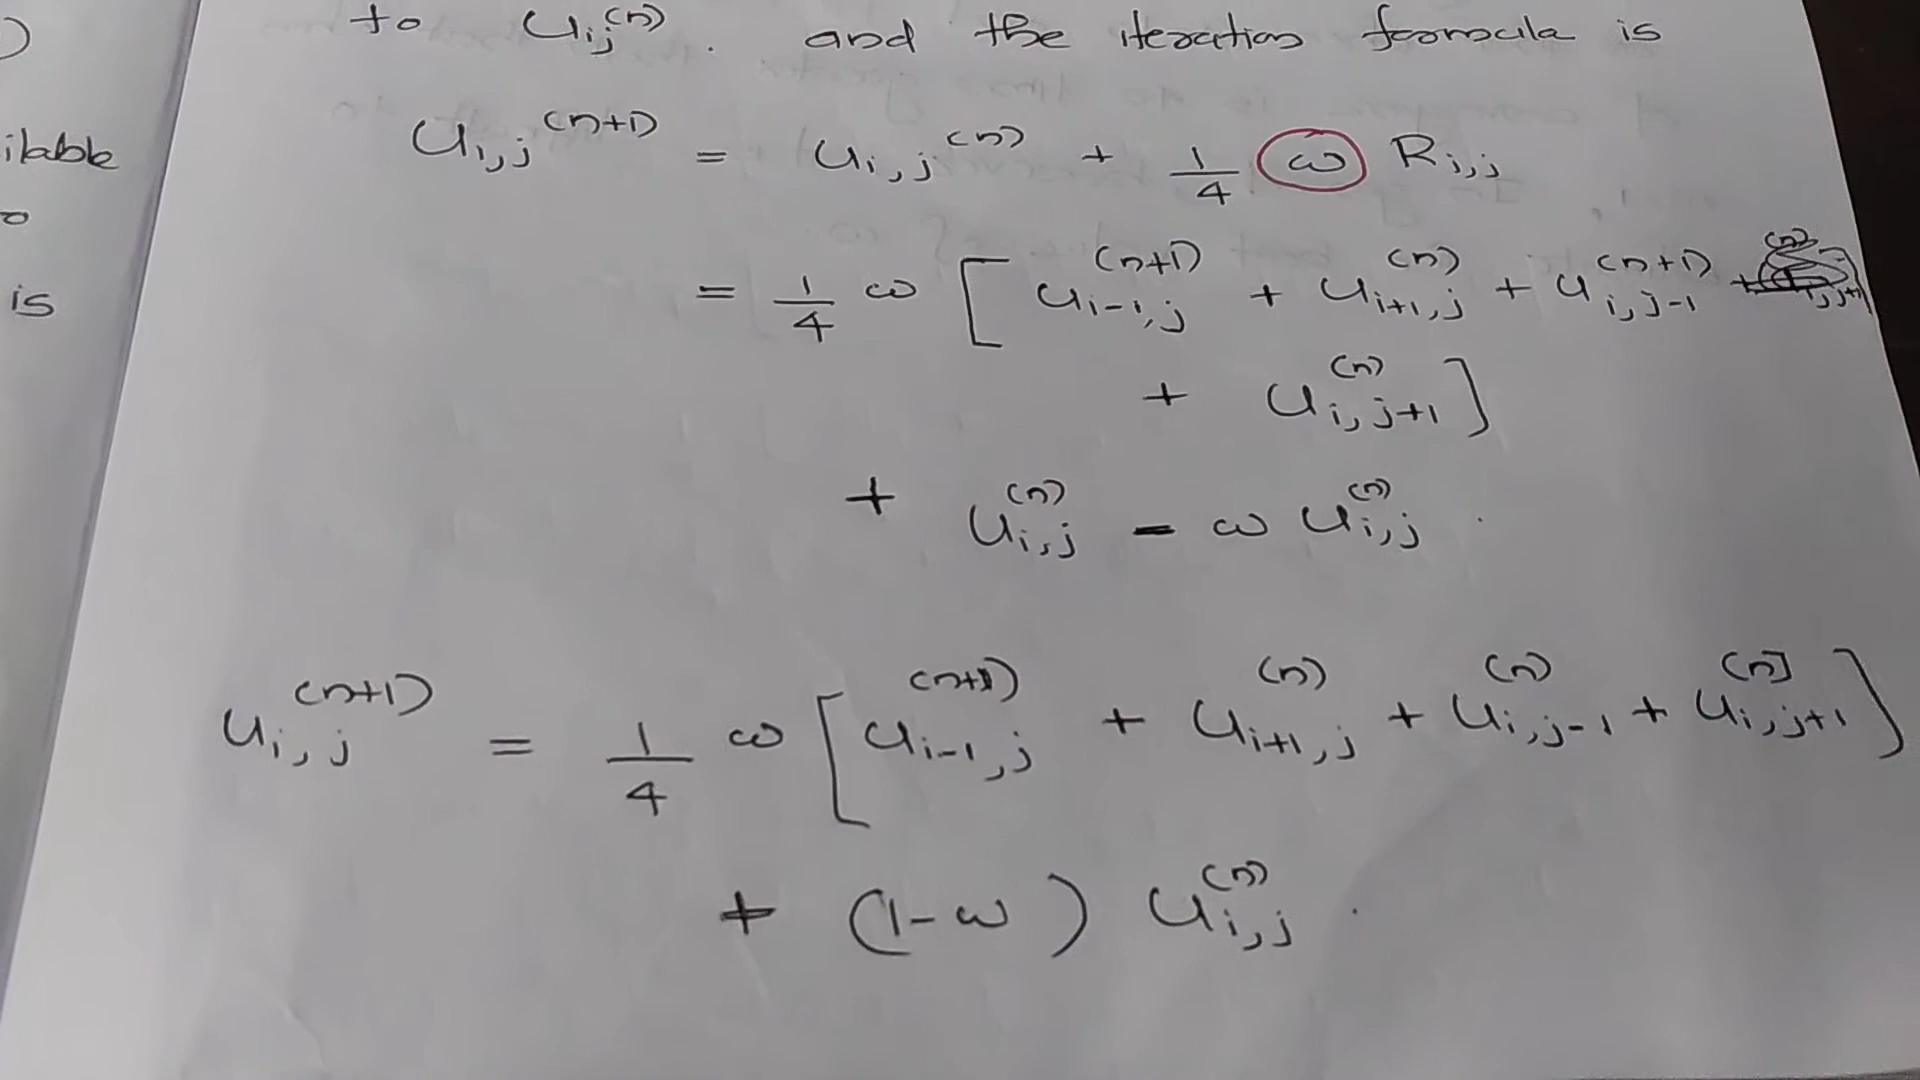 )
ilable
o
is
to u_{i,j}^{(n)} . and the iteration formula is
u_{i,j}^{(n+1)} = u_{i,j}^{(n)} + 1/4 ω R_{i,j}
= 1/4 ω [ u_{i-1,j}^{(n+1)} + u_{i+1,j}^{(n)} + u_{i,j-1}^{(n+1)} +
+ u_{i,j+1}^{(n)} ]
+ u_{i,j}^{(n)} - ω u_{i,j}^{(n)} .
u_{i,j}^{(n+1)} = 1/4 ω [ u_{i-1,j}^{(n+1)} + u_{i+1,j}^{(n)} + u_{i,j-1}^{(n)} + u_{i,j+1}^{(n]} ]
+ (1-ω) u_{i,j}^{(n)} .